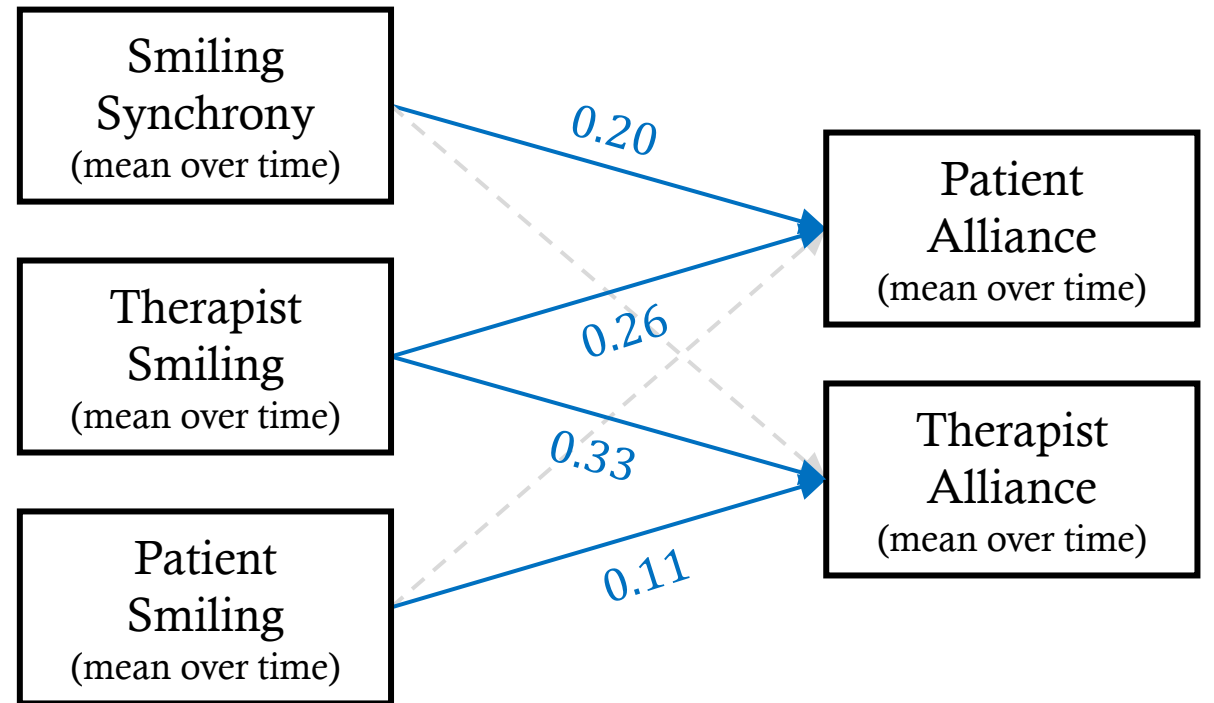 Smiling
Synchrony
(mean over time)
Therapist
Smiling
(mean over time)
Patient
Smiling
(mean over time)
0.20
0.26
0.33
0.11
Patient
Alliance
(mean over time)
Therapist
Alliance
(mean over time)